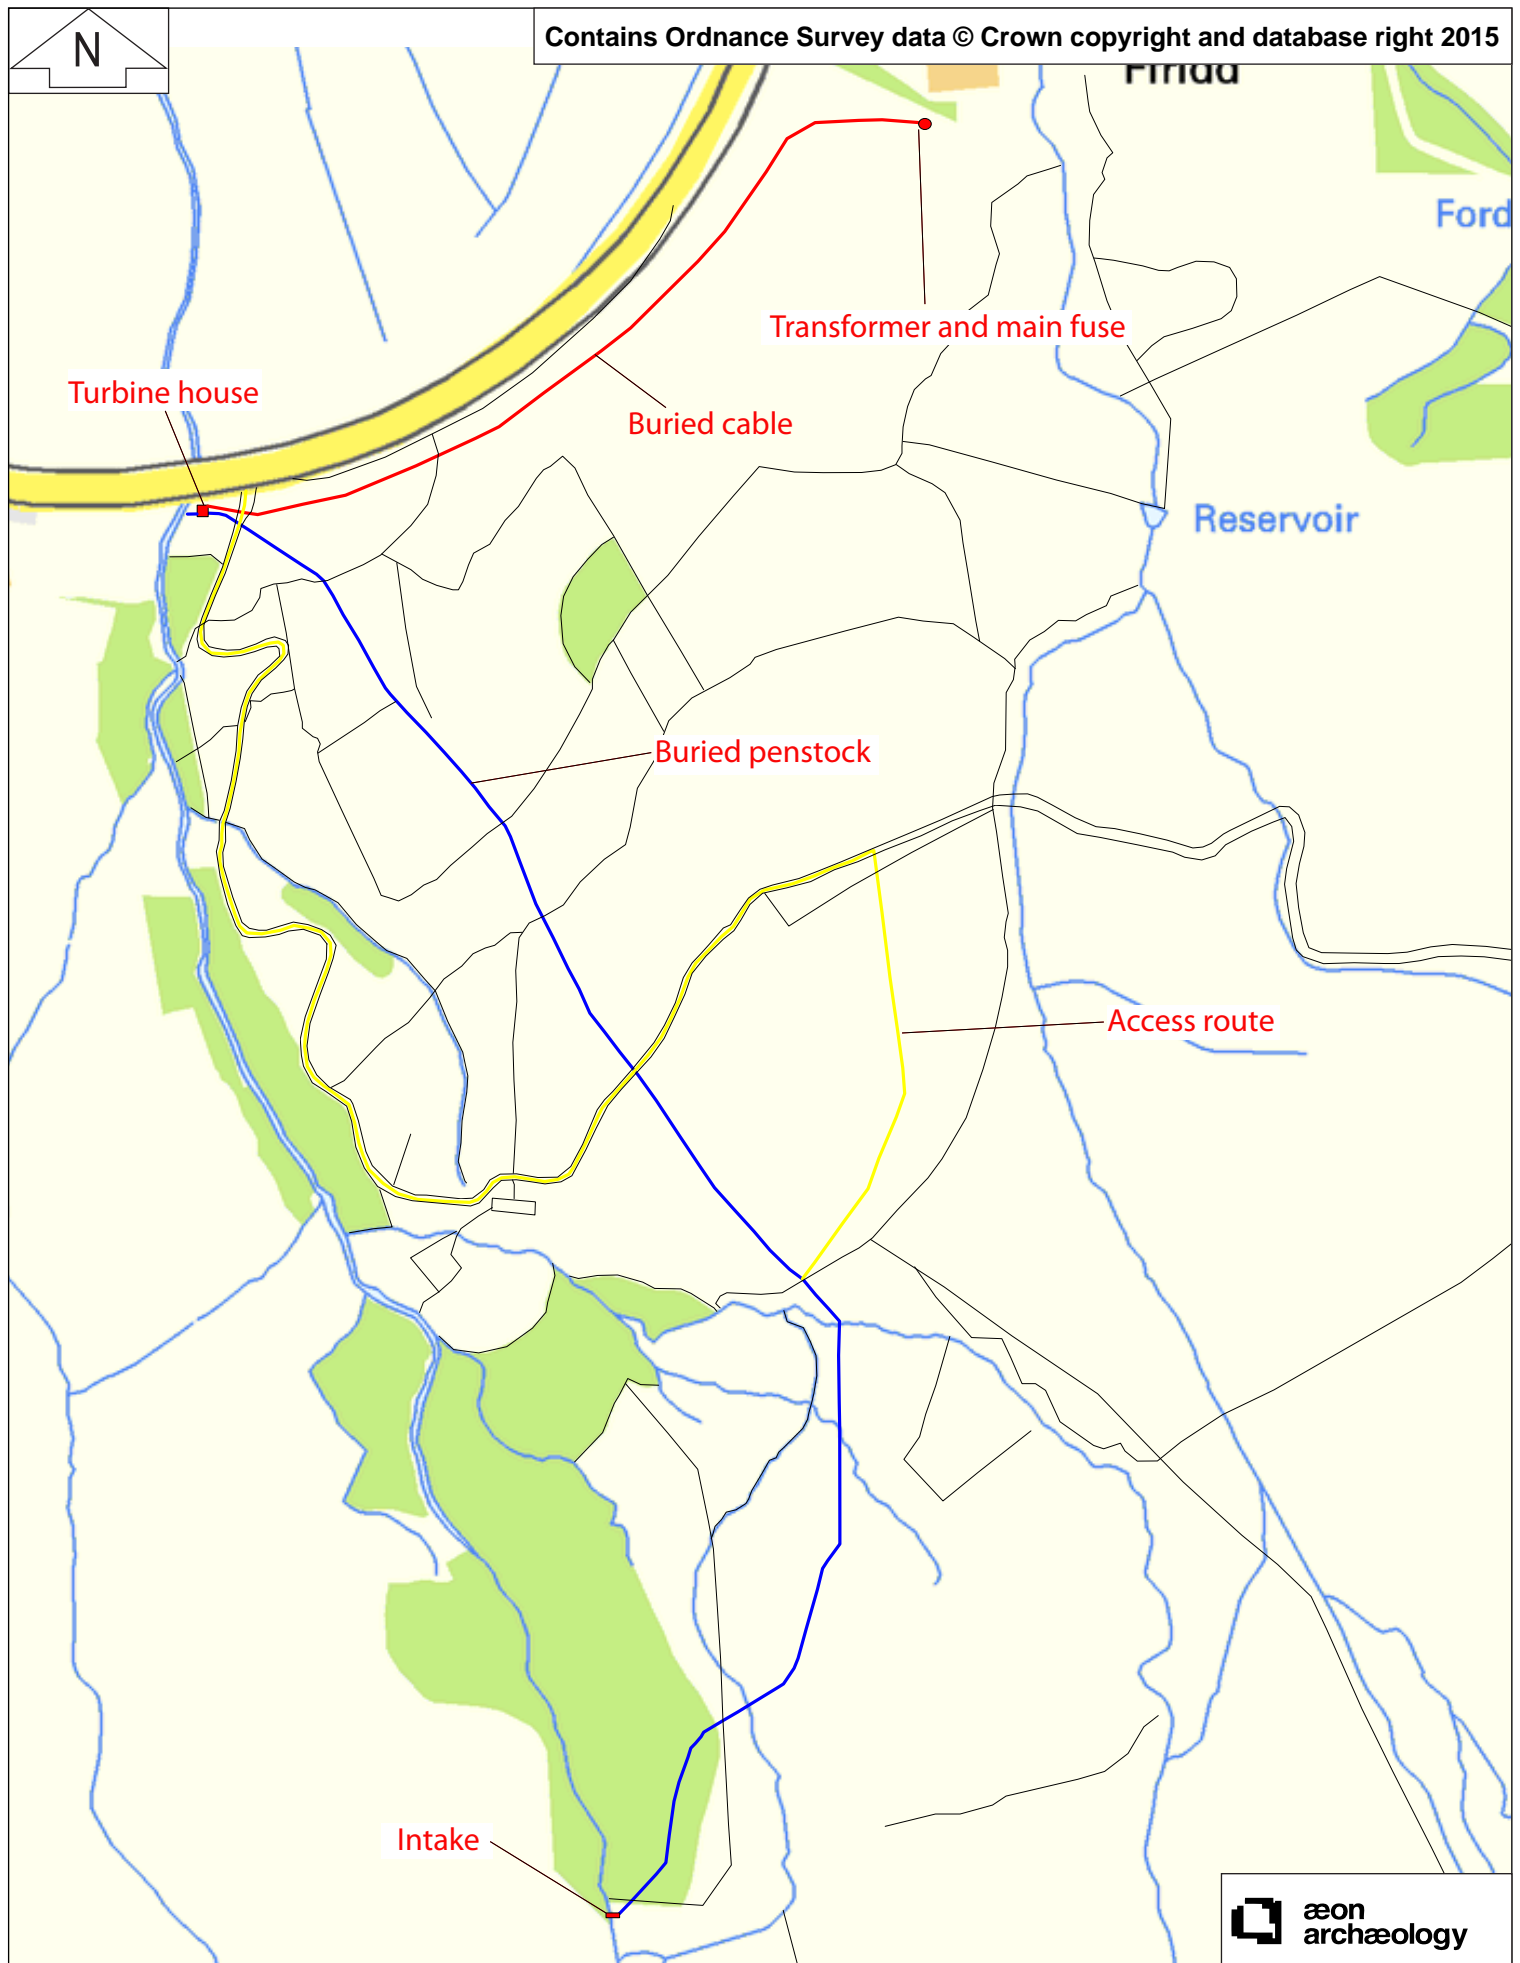 N
Contains Ordnance Survey data © Crown copyright and database right 2015
Ffridd
Ford
Transformer and main fuse
Turbine house
Buried cable
Reservoir
Buried penstock
Access route
Intake
æon
archæology